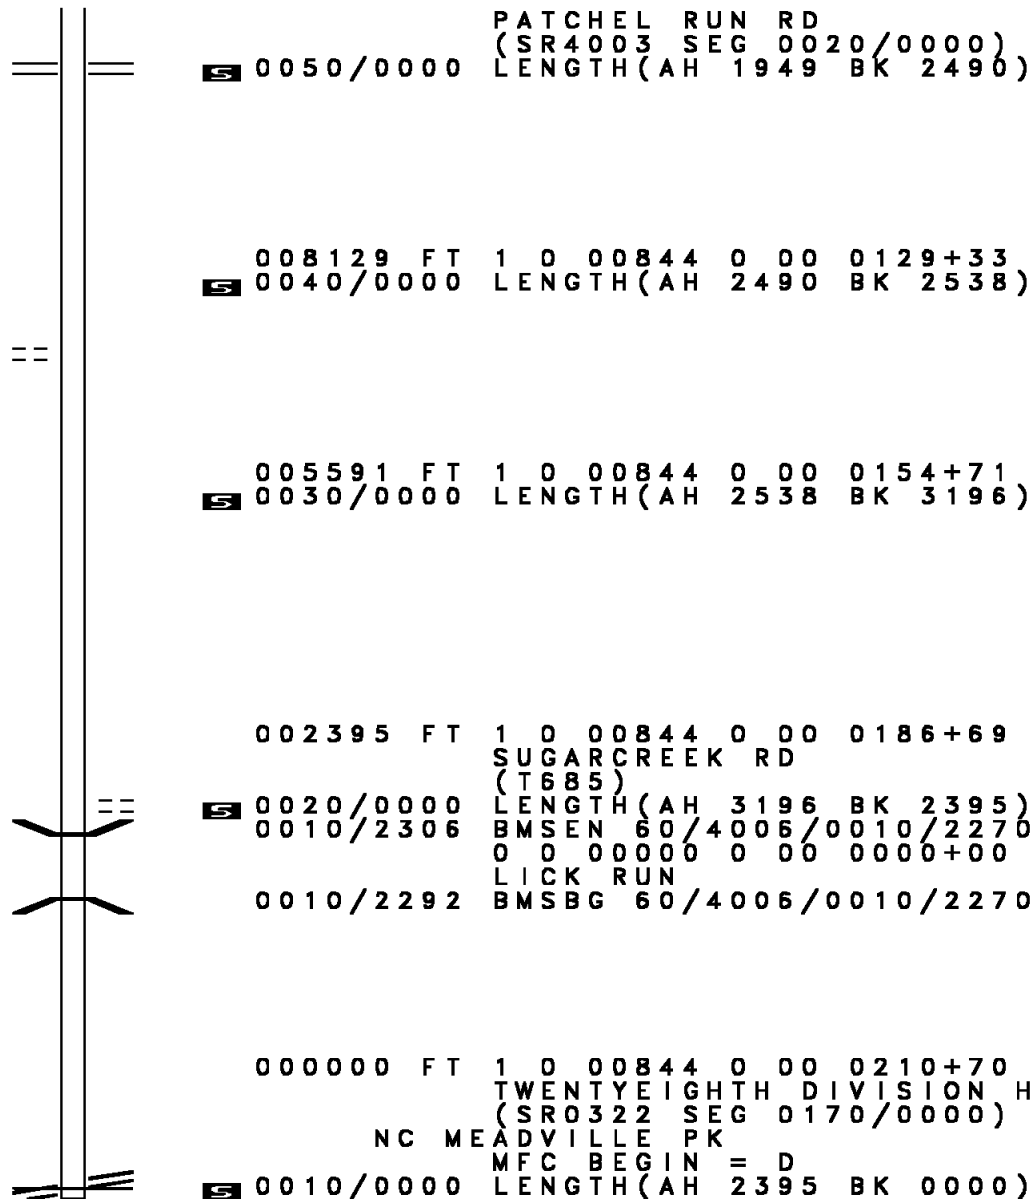 PATCHEL RUN RD
(SR4003 SEG 0020/0000)
S 0050/0000 LENGTH(AH 1949 BK 2490)
008129 FT 1 0 00844 0 00 0129+33
S 0040/0000 LENGTH(AH 2490 BK 2538)
005591 FT 1 0 00844 0 00 0154+71
S 0030/0000 LENGTH(AH 2538 BK 3196)
002395 FT 1 0 00844 0 00 0186+69
SUGARCREEK RD
(T685)
S 0020/0000 LENGTH(AH 3196 BK 2395)
0010/2306 BMSEN 60/4006/0010/2270
0 0 00000 0 00 0000+00
LICK RUN
0010/2292 BMSBG 60/4006/0010/2270
000000 FT 1 0 00844 0 00 0210+70
TWENTYEIGHTH DIVISION H
(SR0322 SEG 0170/0000)
NC MEADVILLE PK
MFC BEGIN = D
S 0010/0000 LENGTH(AH 2395 BK 0000)